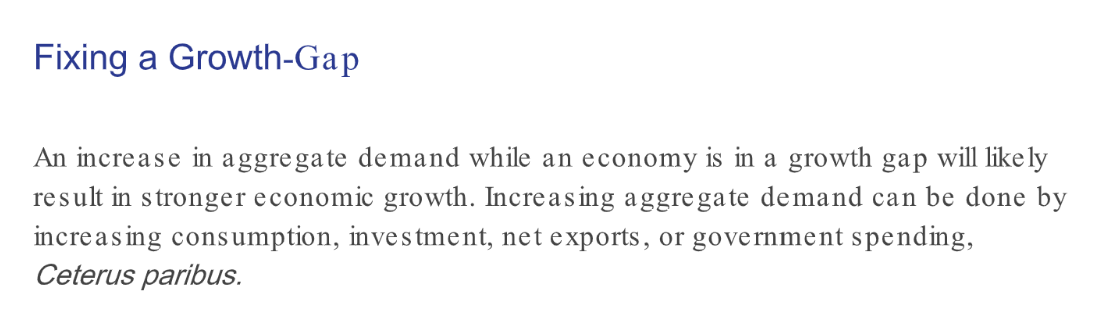 Fixing a Growth-Gap
An increase in aggregate demand while an economy is in a growth gap will likely
result in stronger economic growth. Increasing aggregate demand can be done by
increasing consumption, investment, net exports, or government spending,
Ceterus paribus.